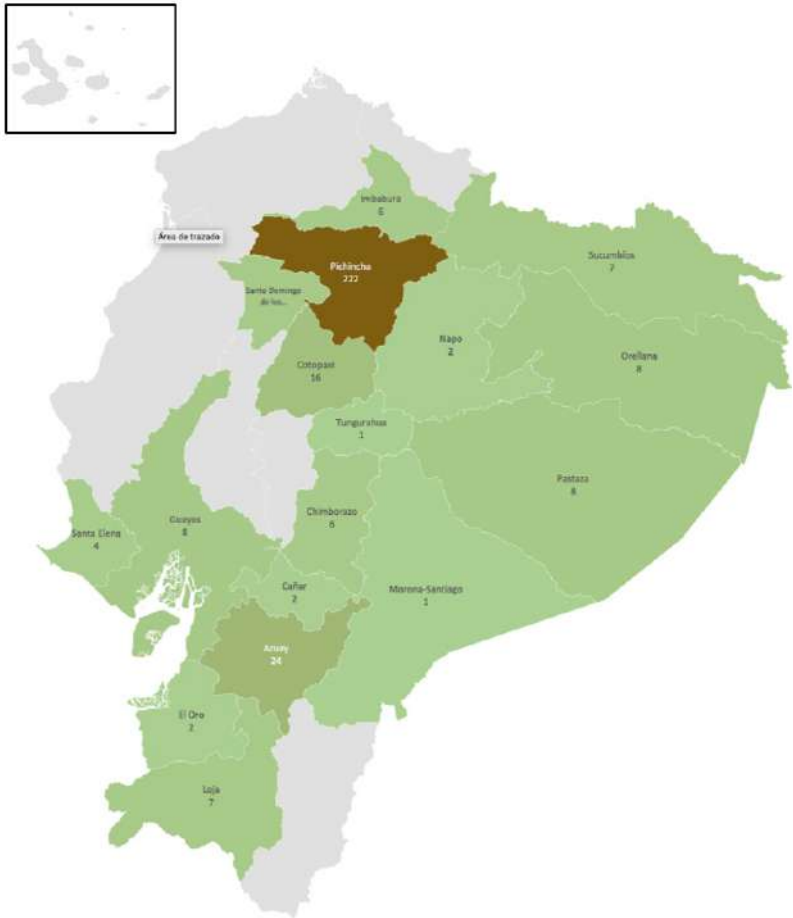 Imbabura
6
Área de trazado
Sucumbíos
7
Pichincha
222
Santo Domingo
de los...
Napo
2
Orellana
8
Cotopaxi
16
Tungurahua
1
Pastaza
Chimborazo
6
Guayas
8
Santa Elena
4
Cañar
2
Morona-Santiago
1
Azuay
24
El Oro
2
Loja
7